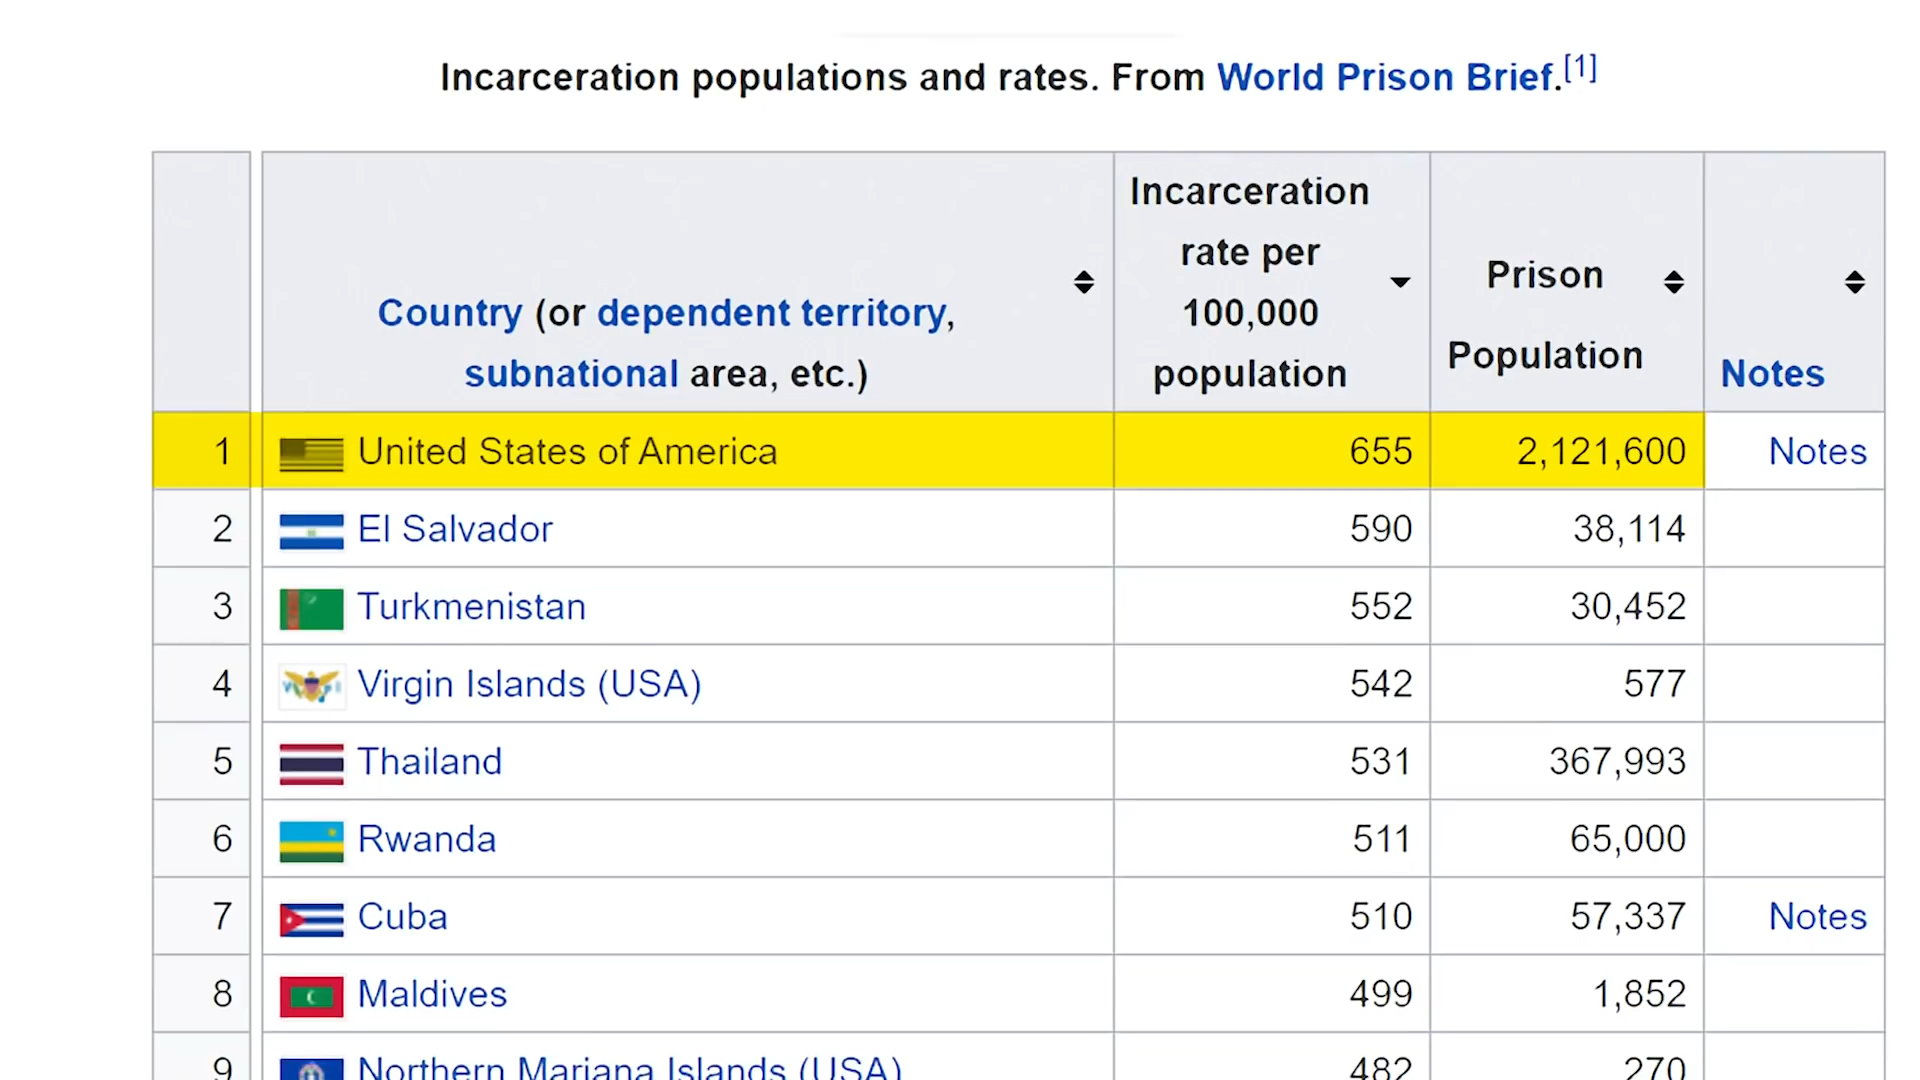 Incarceration populations and rates. From World Prison Brief.[1]
Country (or dependent territory, subnational area, etc.)
Incarceration rate per 100,000 population
Prison Population
Notes
1 United States of America 655 2,121,600 Notes
2 El Salvador 590 38,114
3 Turkmenistan 552 30,452
4 Virgin Islands (USA) 542 577
5 Thailand 531 367,993
6 Rwanda 511 65,000
7 Cuba 510 57,337 Notes
8 Maldives 499 1,852
9 Northern Mariana Islands (USA) 482 270